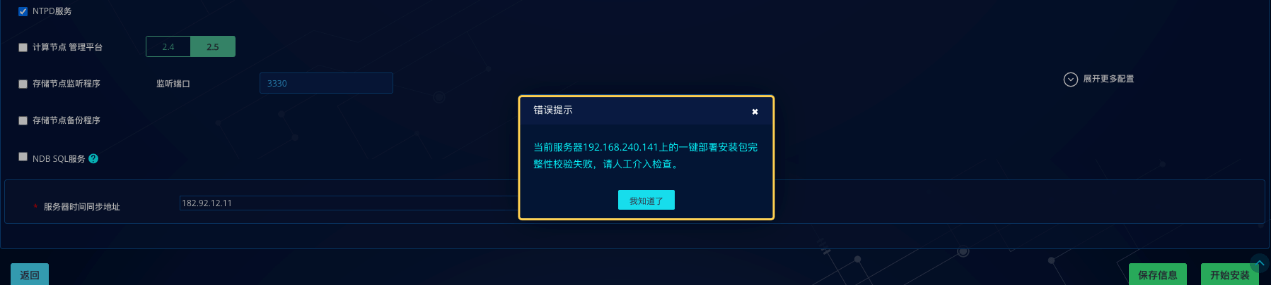 NTPD服务
计算节点 管理平台 2.4 2.5
存储节点监听程序 监听端口 3330 展开更多配置
存储节点备份程序
错误提示
当前服务器192.168.240.141上的一键部署安装包完
整性校验失败，请人工介入检查。
我知道了
NDB SQL服务
* 服务器时间同步地址 182.92.12.11
返回 保存信息 开始安装